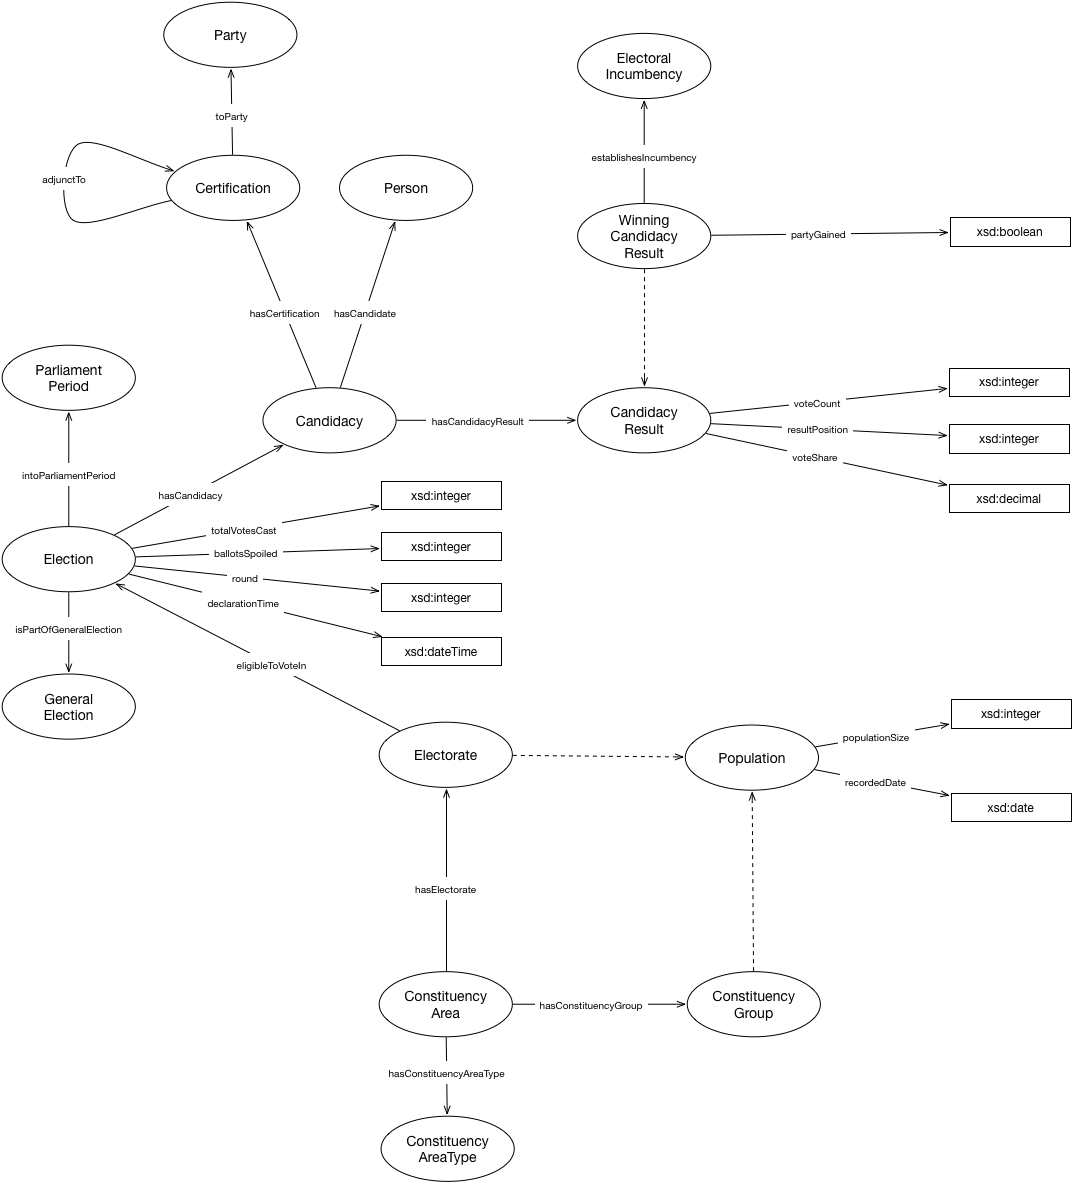 Party
Electoral
Incumbency
toParty
establishesIncumbency
adjunctTo
Certification
Person
Winning
Candidacy
Result
partyGained
xsd:boolean
hasCertification
hasCandidate
Parliament
Period
Candidacy
hasCandidacyResult
Candidacy
Result
voteCount
xsd:integer
resultPosition
xsd:integer
voteShare
xsd:decimal
intoParliamentPeriod
hasCandidacy
xsd:integer
totalVotesCast
Election
ballotsSpoiled
xsd:integer
round
xsd:integer
declarationTime
xsd:dateTime
isPartOfGeneralElection
eligibleToVoteIn
General
Election
Electorate
Population
populationSize
xsd:integer
recordedDate
xsd:date
hasElectorate
Constituency
Area
hasConstituencyGroup
Constituency
Group
hasConstituencyAreaType
Constituency
AreaType